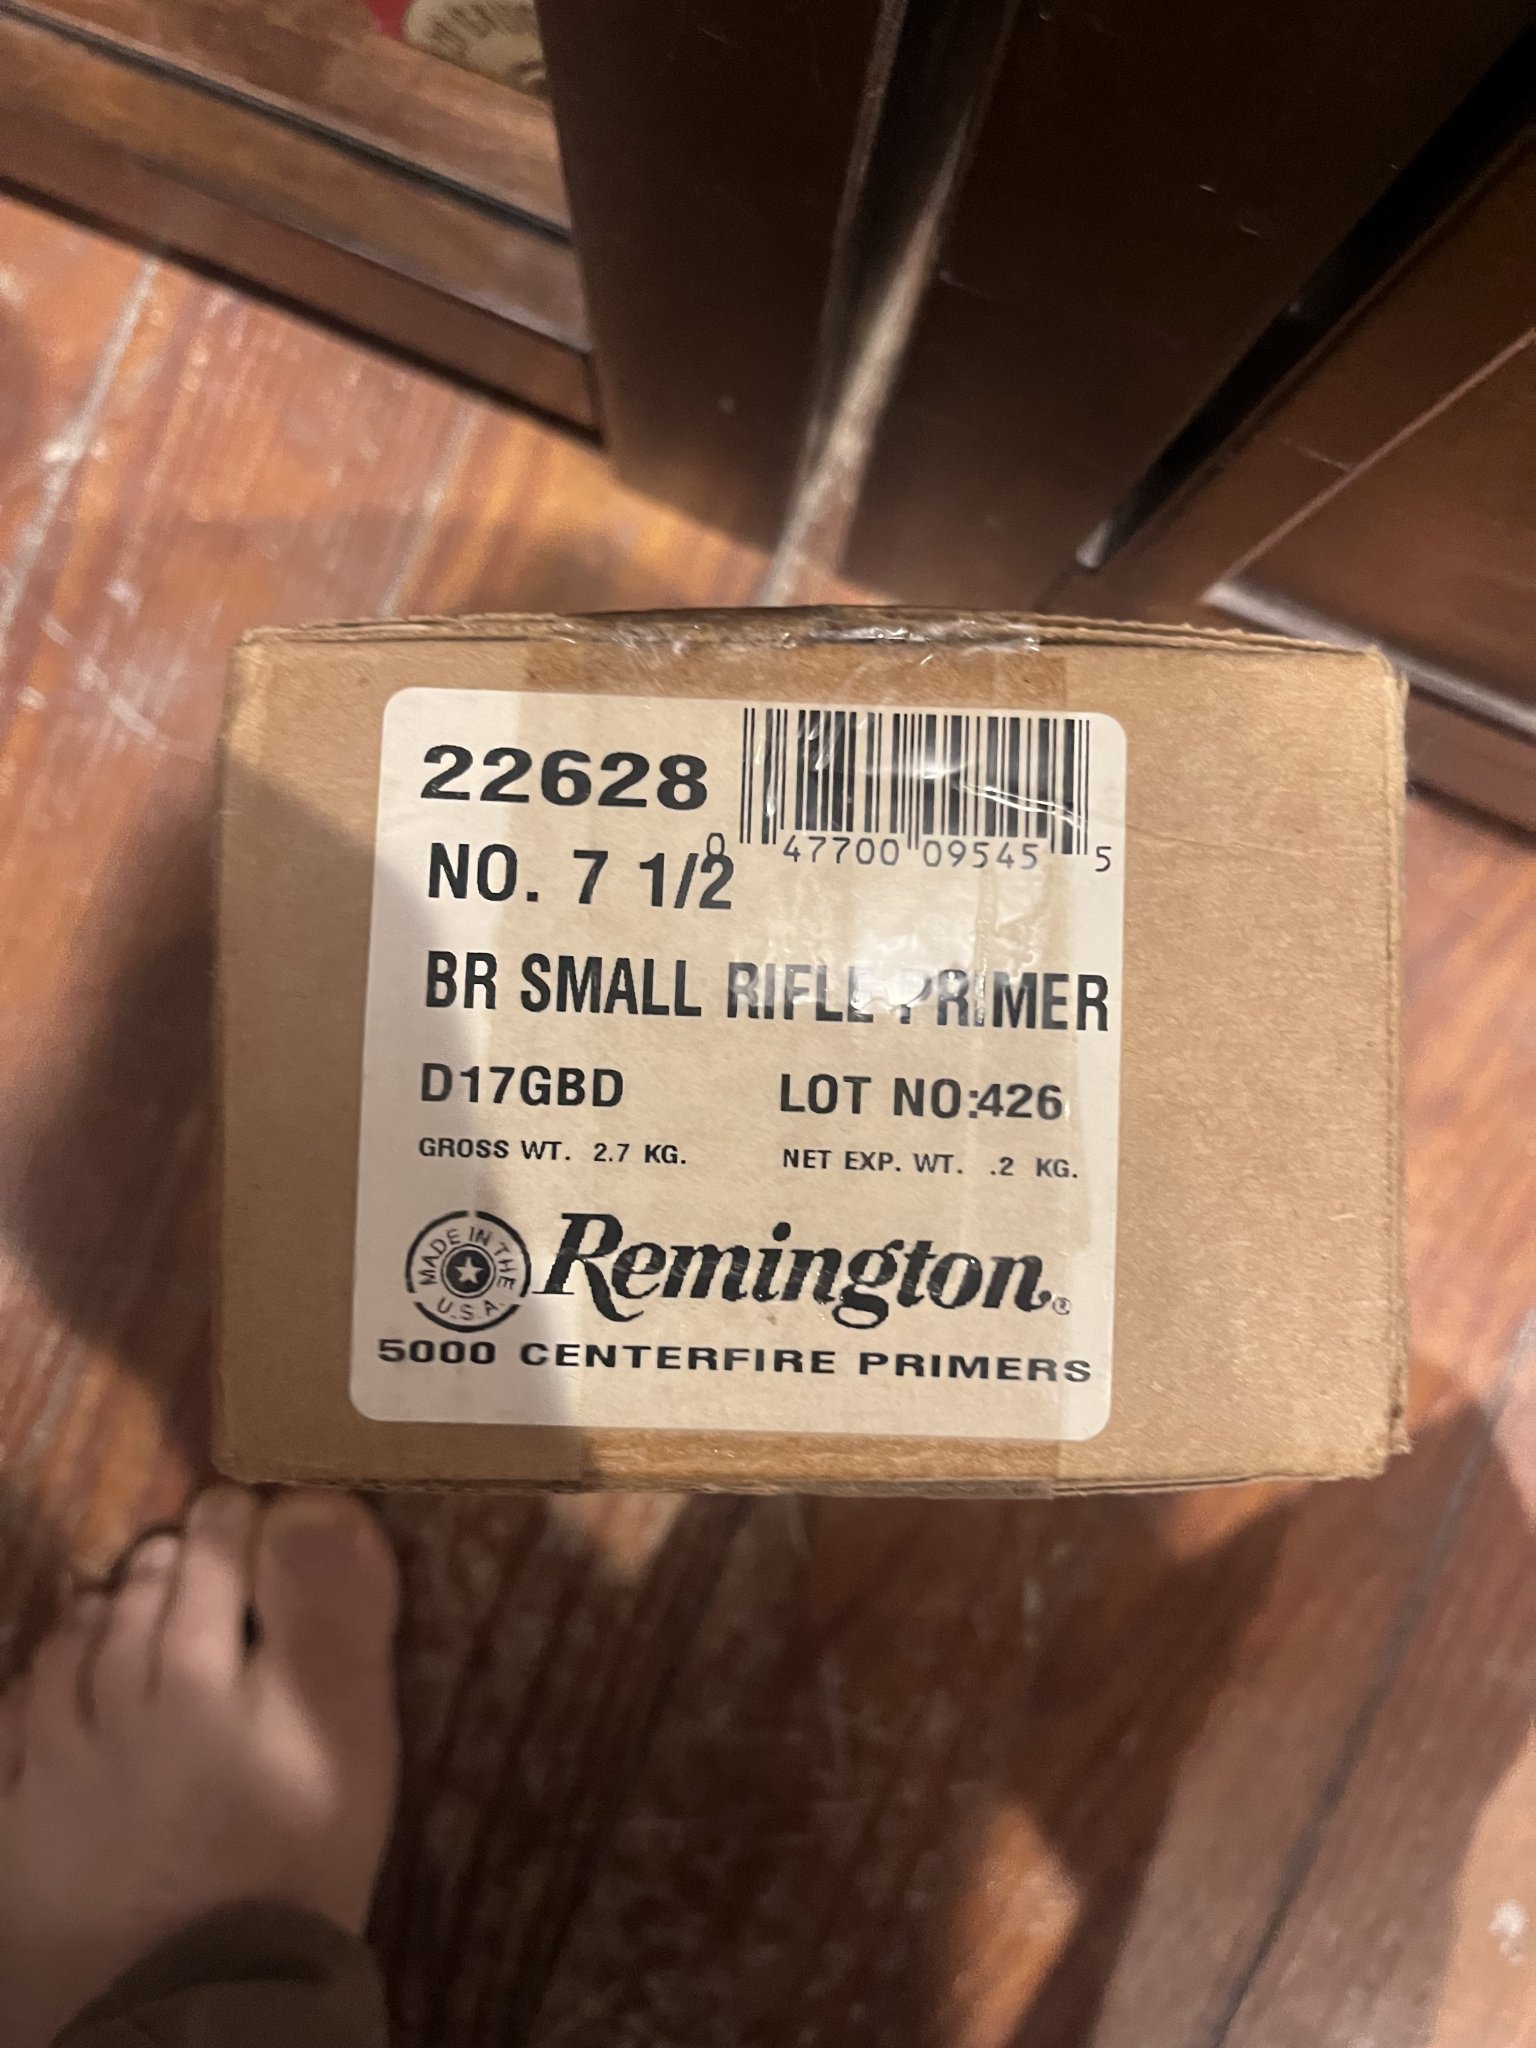 22628
0 47700 09545 5
NO. 7 1/2
BR SMALL RIFLE PRIMER
D17GBD LOT NO:426
GROSS WT. 2.7 KG. NET EXP. WT. .2 KG.
MADE IN THE U.S.A.
Remington®
5000 CENTERFIRE PRIMERS